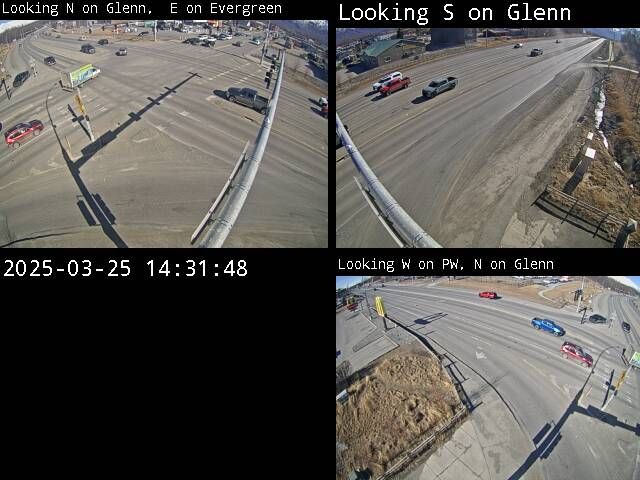 Looking N on Glenn,  E on Evergreen
Looking S on Glenn
2025-03-25 14:31:48
Looking W on PW, N on Glenn